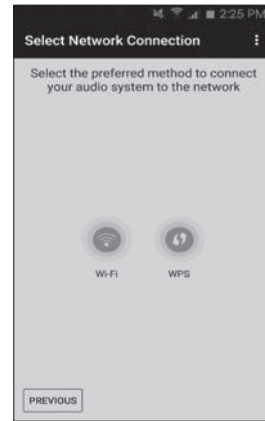 2:25 PM
Select Network Connection
Select the preferred method to connect
your audio system to the network
Wi-Fi WPS
PREVIOUS